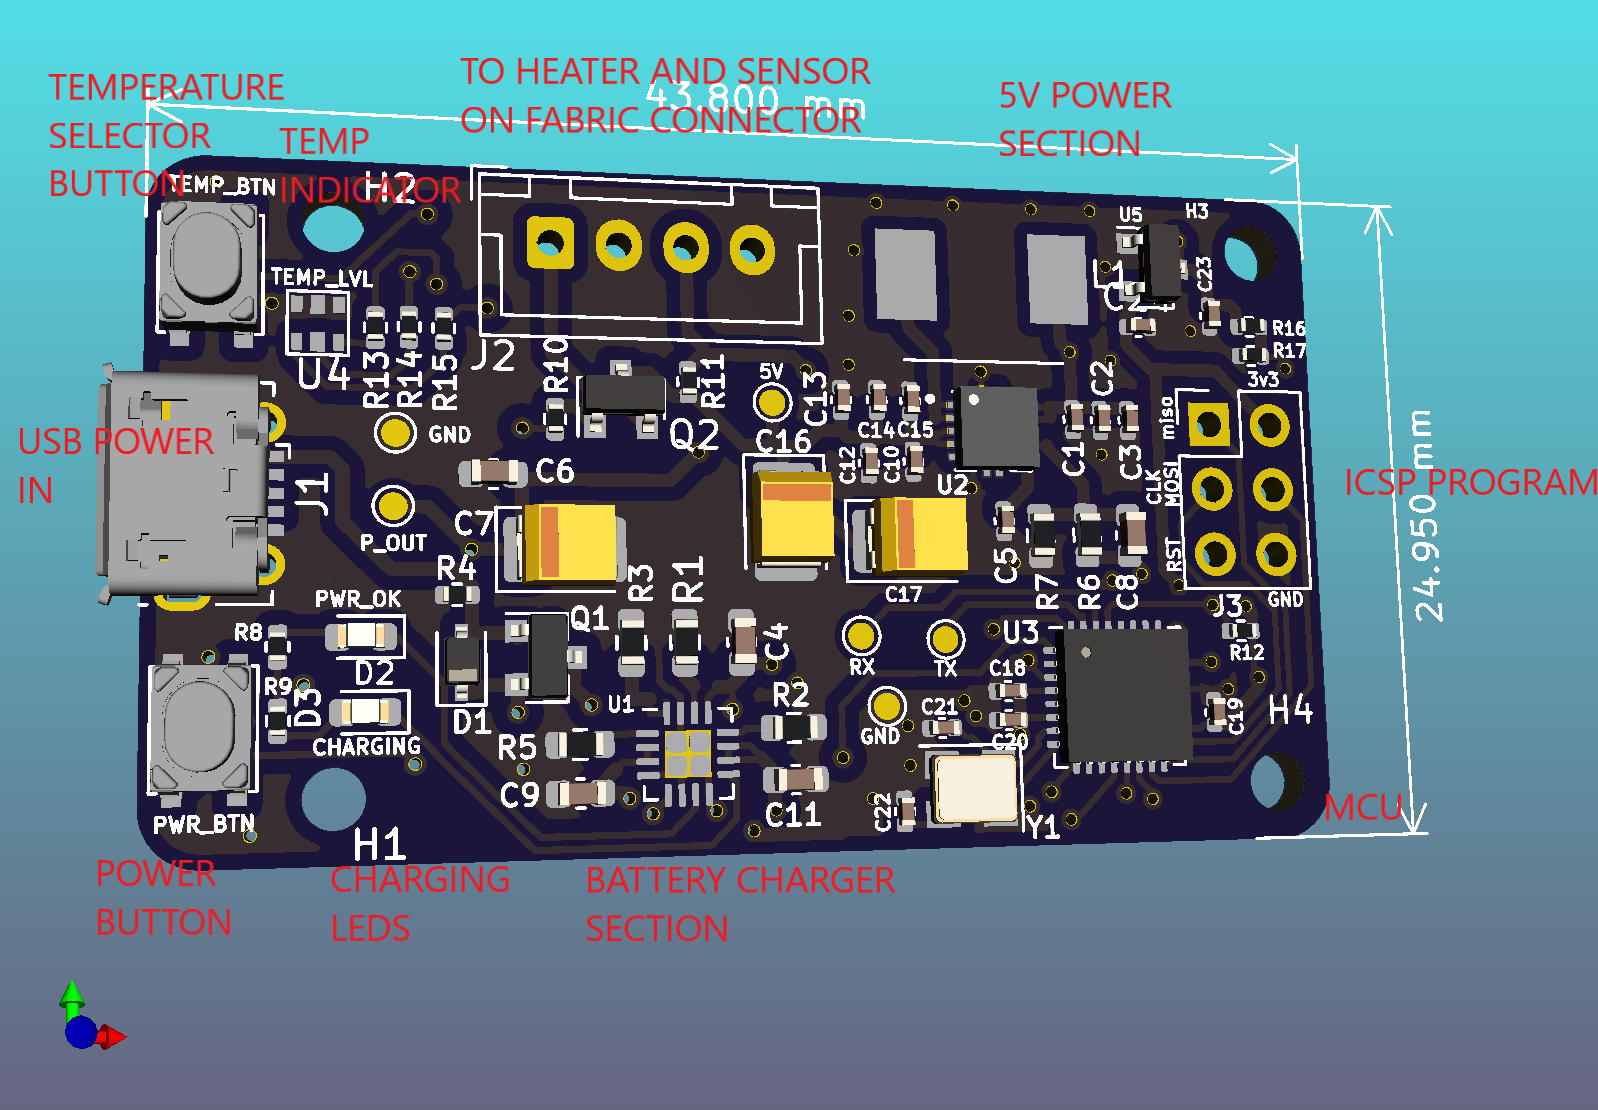 TEMPERATURE
SELECTOR
BUTTON
TEMP
INDICATOR
TO HEATER AND SENSOR
ON FABRIC CONNECTOR
5V POWER
SECTION
43.800 mm
TEMP_BTN
H2
U5
H3
TEMP_LVL
L1
C23
R16
R17
3v3
U4
R13
R14
R15
J2
R10
R11
5V
C13
C14
C15
C2
miso
USB POWER
IN
GND
Q2
C16
C12
C10
C1
C3
CLK
MOSI
ICSP PROGRAM
24.950 mm
J1
C6
U2
P_OUT
C7
C5
RST
R4
R3
R1
C17
R7
R6
C8
PWR_OK
GND
J3
R8
Q1
C4
RX
TX
U3
R12
D2
R9
D3
C18
D1
U1
R2
C21
C19
H4
CHARGING
R5
GND
C20
C9
C11
C22
Y1
MCU
PWR_BTN
H1
POWER
BUTTON
CHARGING
LEDS
BATTERY CHARGER
SECTION